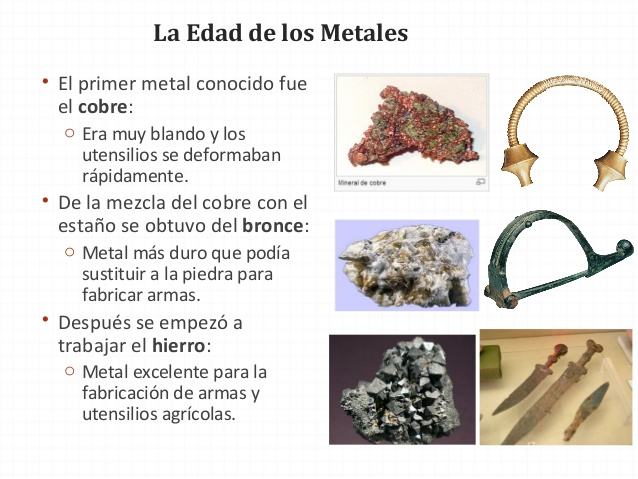 La Edad de los Metales
• El primer metal conocido fue
el cobre:
o Era muy blando y los
utensilios se deformaban
rápidamente.
• De la mezcla del cobre con el
estaño se obtuvo del bronce:
o Metal más duro que podía
sustituir a la piedra para
fabricar armas.
• Después se empezó a
trabajar el hierro:
o Metal excelente para la
fabricación de armas y
utensilios agrícolas.
Mineral de cobre